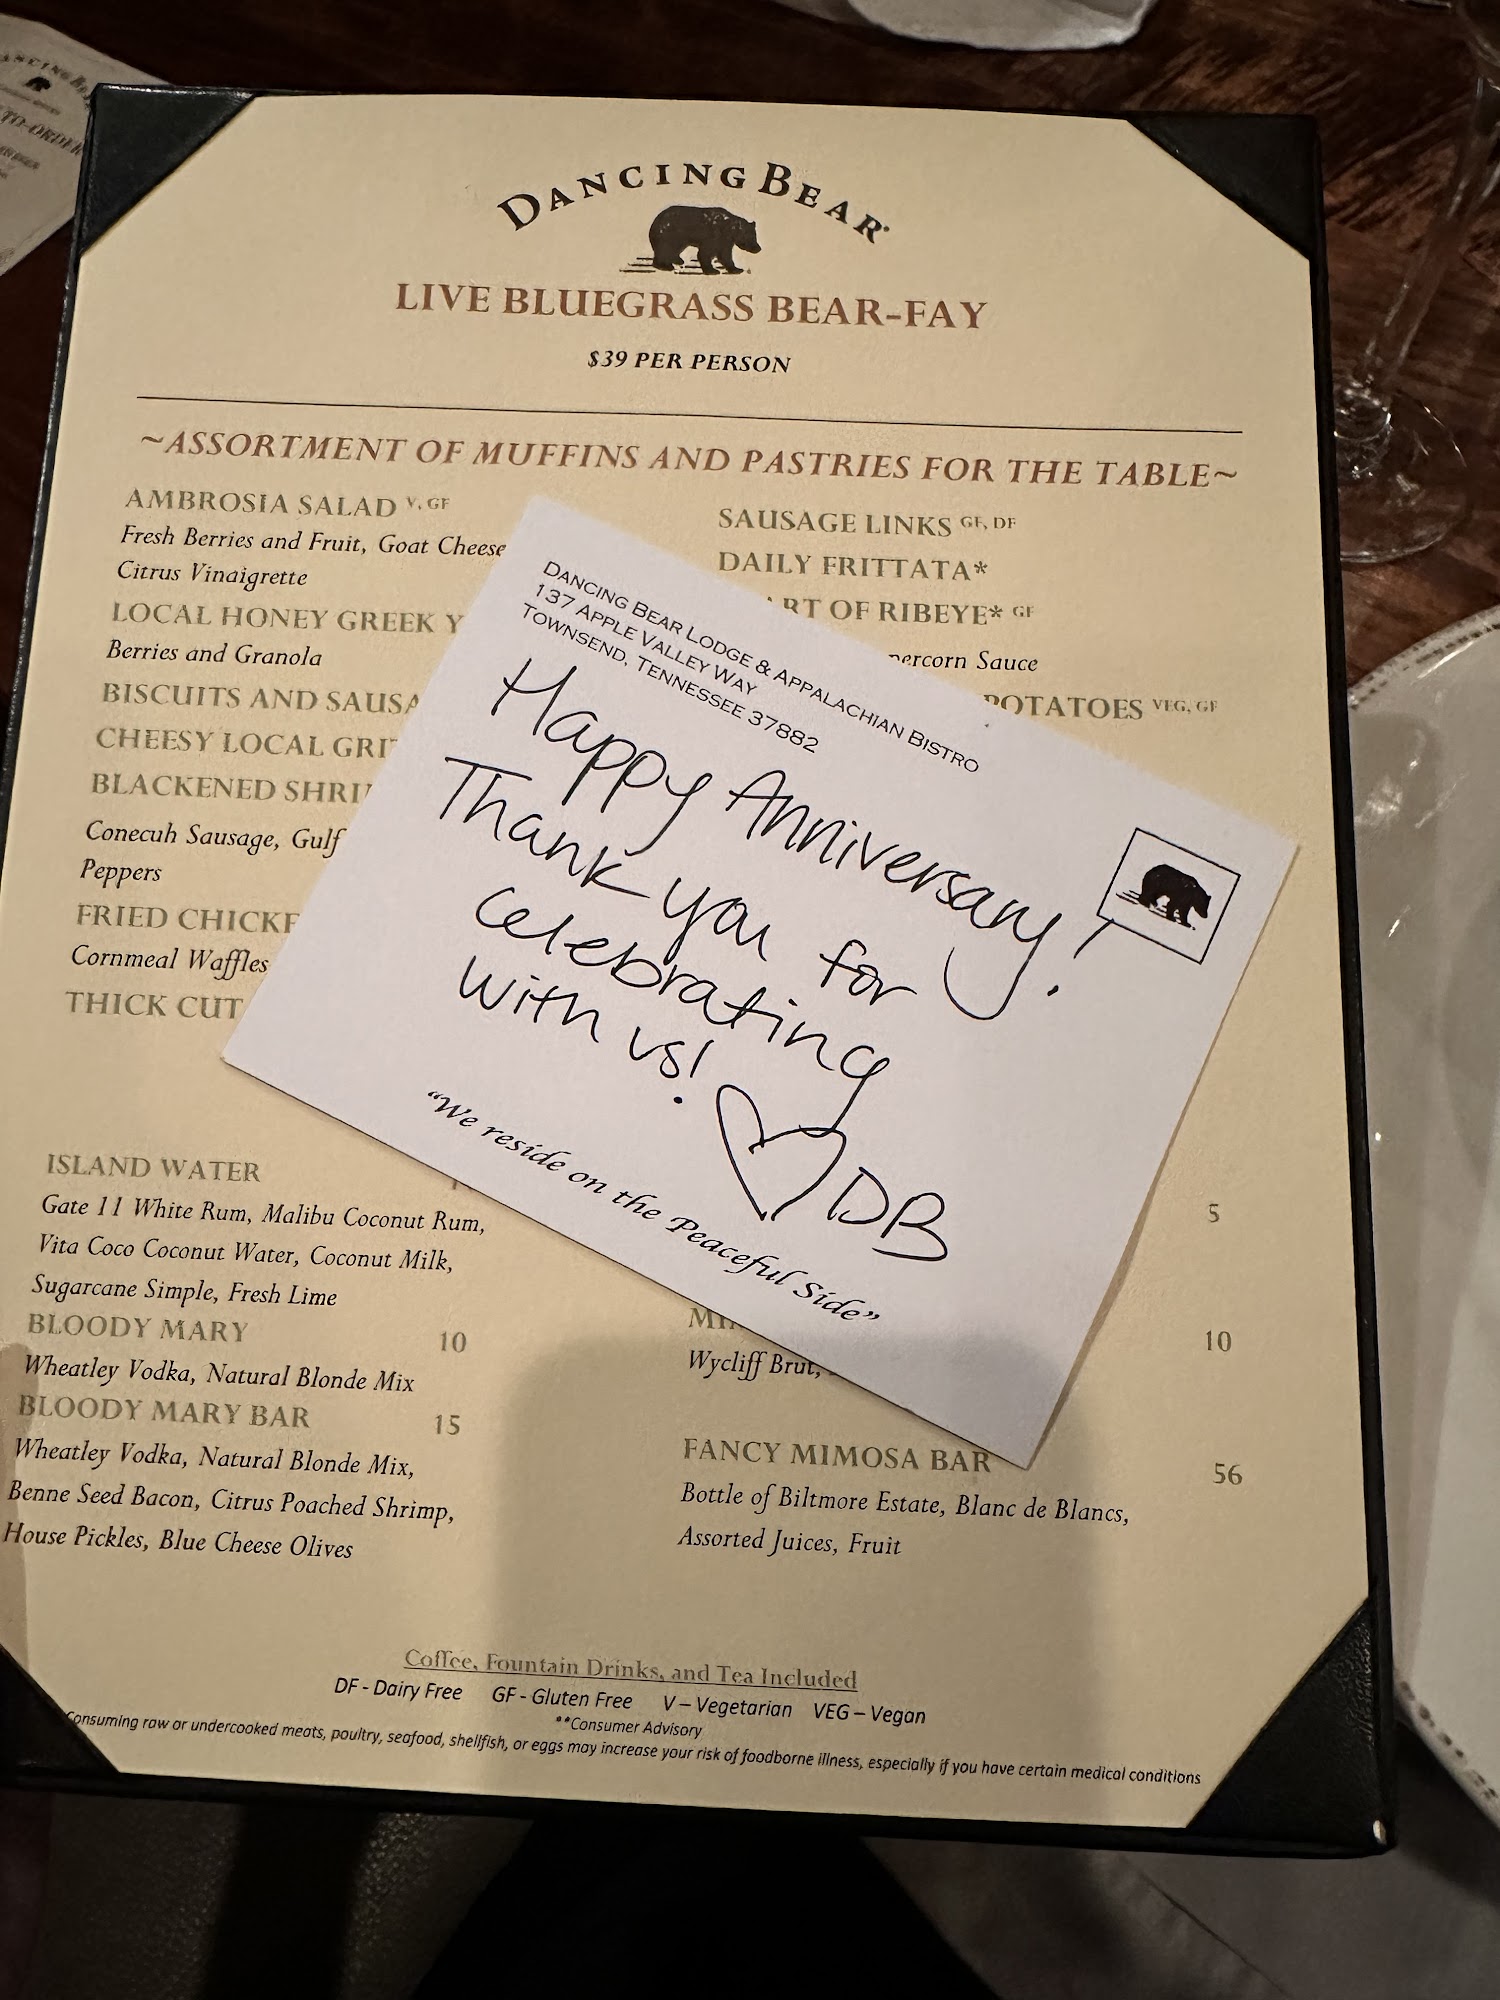 DANCING BEAR
LIVE BLUEGRASS BEAR-FAY
$39 PER PERSON
~ASSORTMENT OF MUFFINS AND PASTRIES FOR THE TABLE~
AMBROSIA SALAD V, GF
Fresh Berries and Fruit, Goat Cheese
Citrus Vinaigrette
LOCAL HONEY GREEK
Berries and Granola
BISCUITS AND
CHEESY LOCAL
BLACKENED
Conecuh Sausage, Gulf
Peppers
FRIED
Cornmeal Waffles
THICK CUT
SAUSAGE LINKS GF, DF
DAILY FRITTATA*
OF RIBEYE* GF
Sauce
POTATOES VEG, GF
DANCING BEAR LODGE & APPALACHIAN BISTRO
137 APPLE VALLEY WAY
TOWNSEND, TENNESSEE 37882
Happy Anniversary!
Thank you for
celebrating
with us!
DB
"We reside on the Peaceful Side"
ISLAND WATER
Gate 11 White Rum, Malibu Coconut Rum,
Vita Coco Coconut Water, Coconut Milk,
Sugarcane Simple, Fresh Lime
BLOODY MARY 10
Wheatley Vodka, Natural Blonde Mix
BLOODY MARY BAR 15
Wheatley Vodka, Natural Blonde Mix,
Benne Seed Bacon, Citrus Poached Shrimp,
House Pickles, Blue Cheese Olives
5
10
Wycliff Brut,
FANCY MIMOSA BAR 56
Bottle of Biltmore Estate, Blanc de Blancs,
Assorted Juices, Fruit
Coffee, Fountain Drinks, and Tea Included
DF - Dairy Free GF - Gluten Free V – Vegetarian VEG – Vegan
**Consumer Advisory
Consuming raw or undercooked meats, poultry, seafood, shellfish, or eggs may increase your risk of foodborne illness, especially if you have certain medical conditions